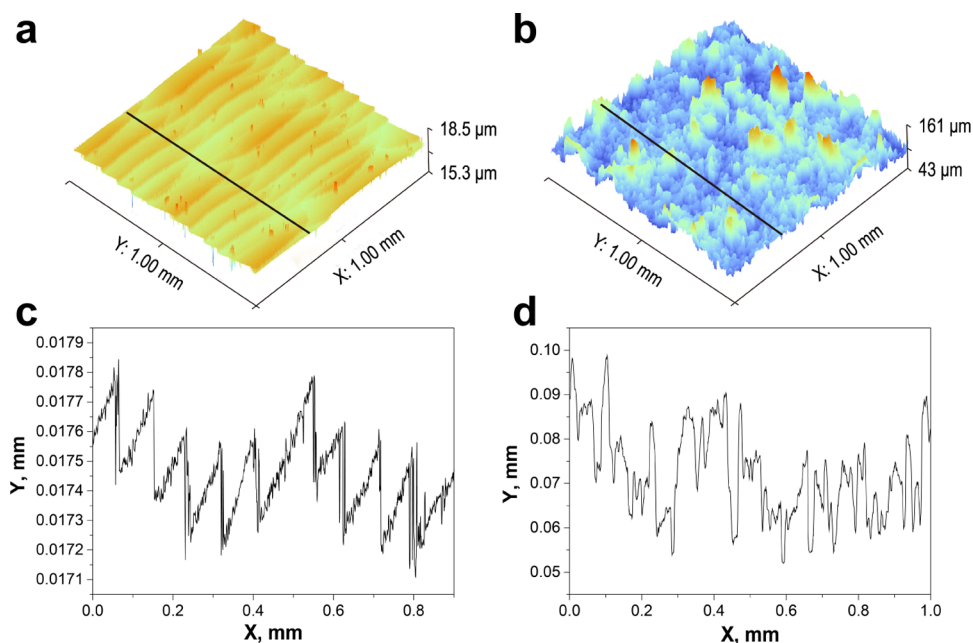 a
18.5 µm
15.3 µm
Y: 1.00 mm
X: 1.00 mm
b
161 µm
43 µm
Y: 1.00 mm
X: 1.00 mm
c
0.0179
0.0178
0.0177
0.0176
0.0175
0.0174
0.0173
0.0172
0.0171
Y, mm
0.0 0.2 0.4 0.6 0.8
X, mm
d
0.10
0.09
0.08
0.07
0.06
0.05
Y, mm
0.0 0.2 0.4 0.6 0.8 1.0
X, mm